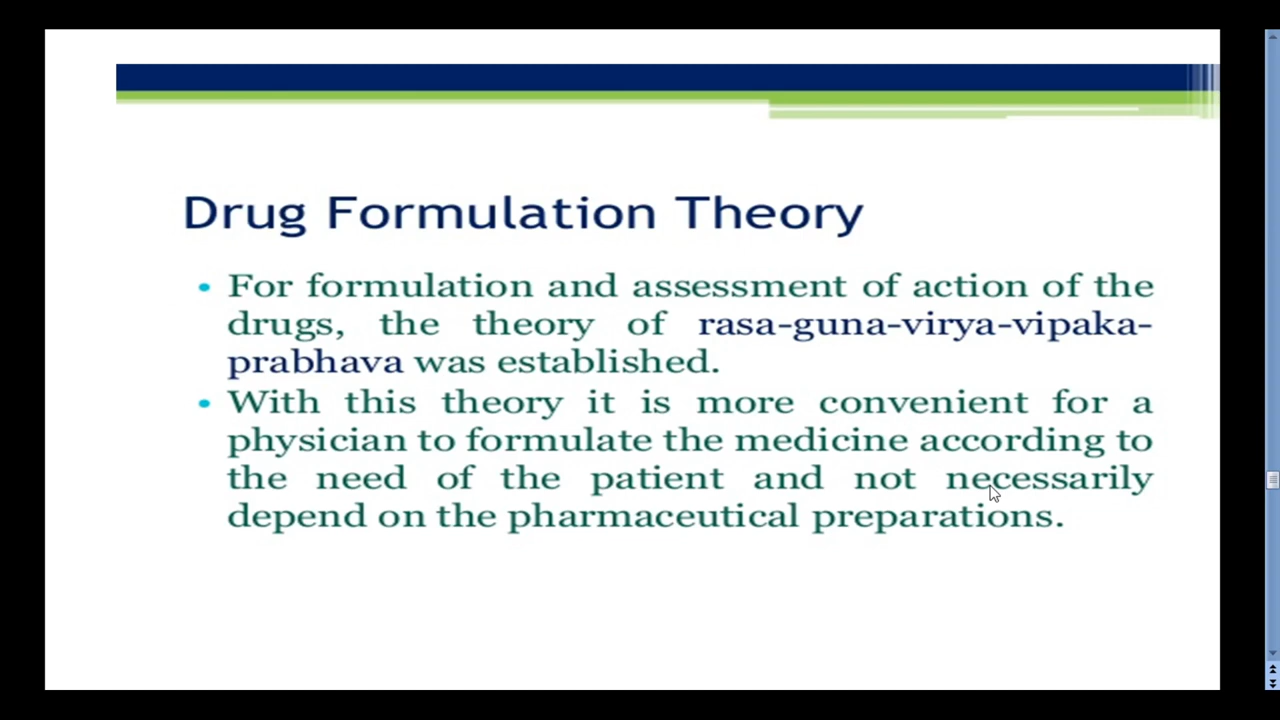 Drug Formulation Theory
• For formulation and assessment of action of the
drugs, the theory of rasa-guna-virya-vipaka-
prabhava was established.
• With this theory it is more convenient for a
physician to formulate the medicine according to
the need of the patient and not necessarily
depend on the pharmaceutical preparations.